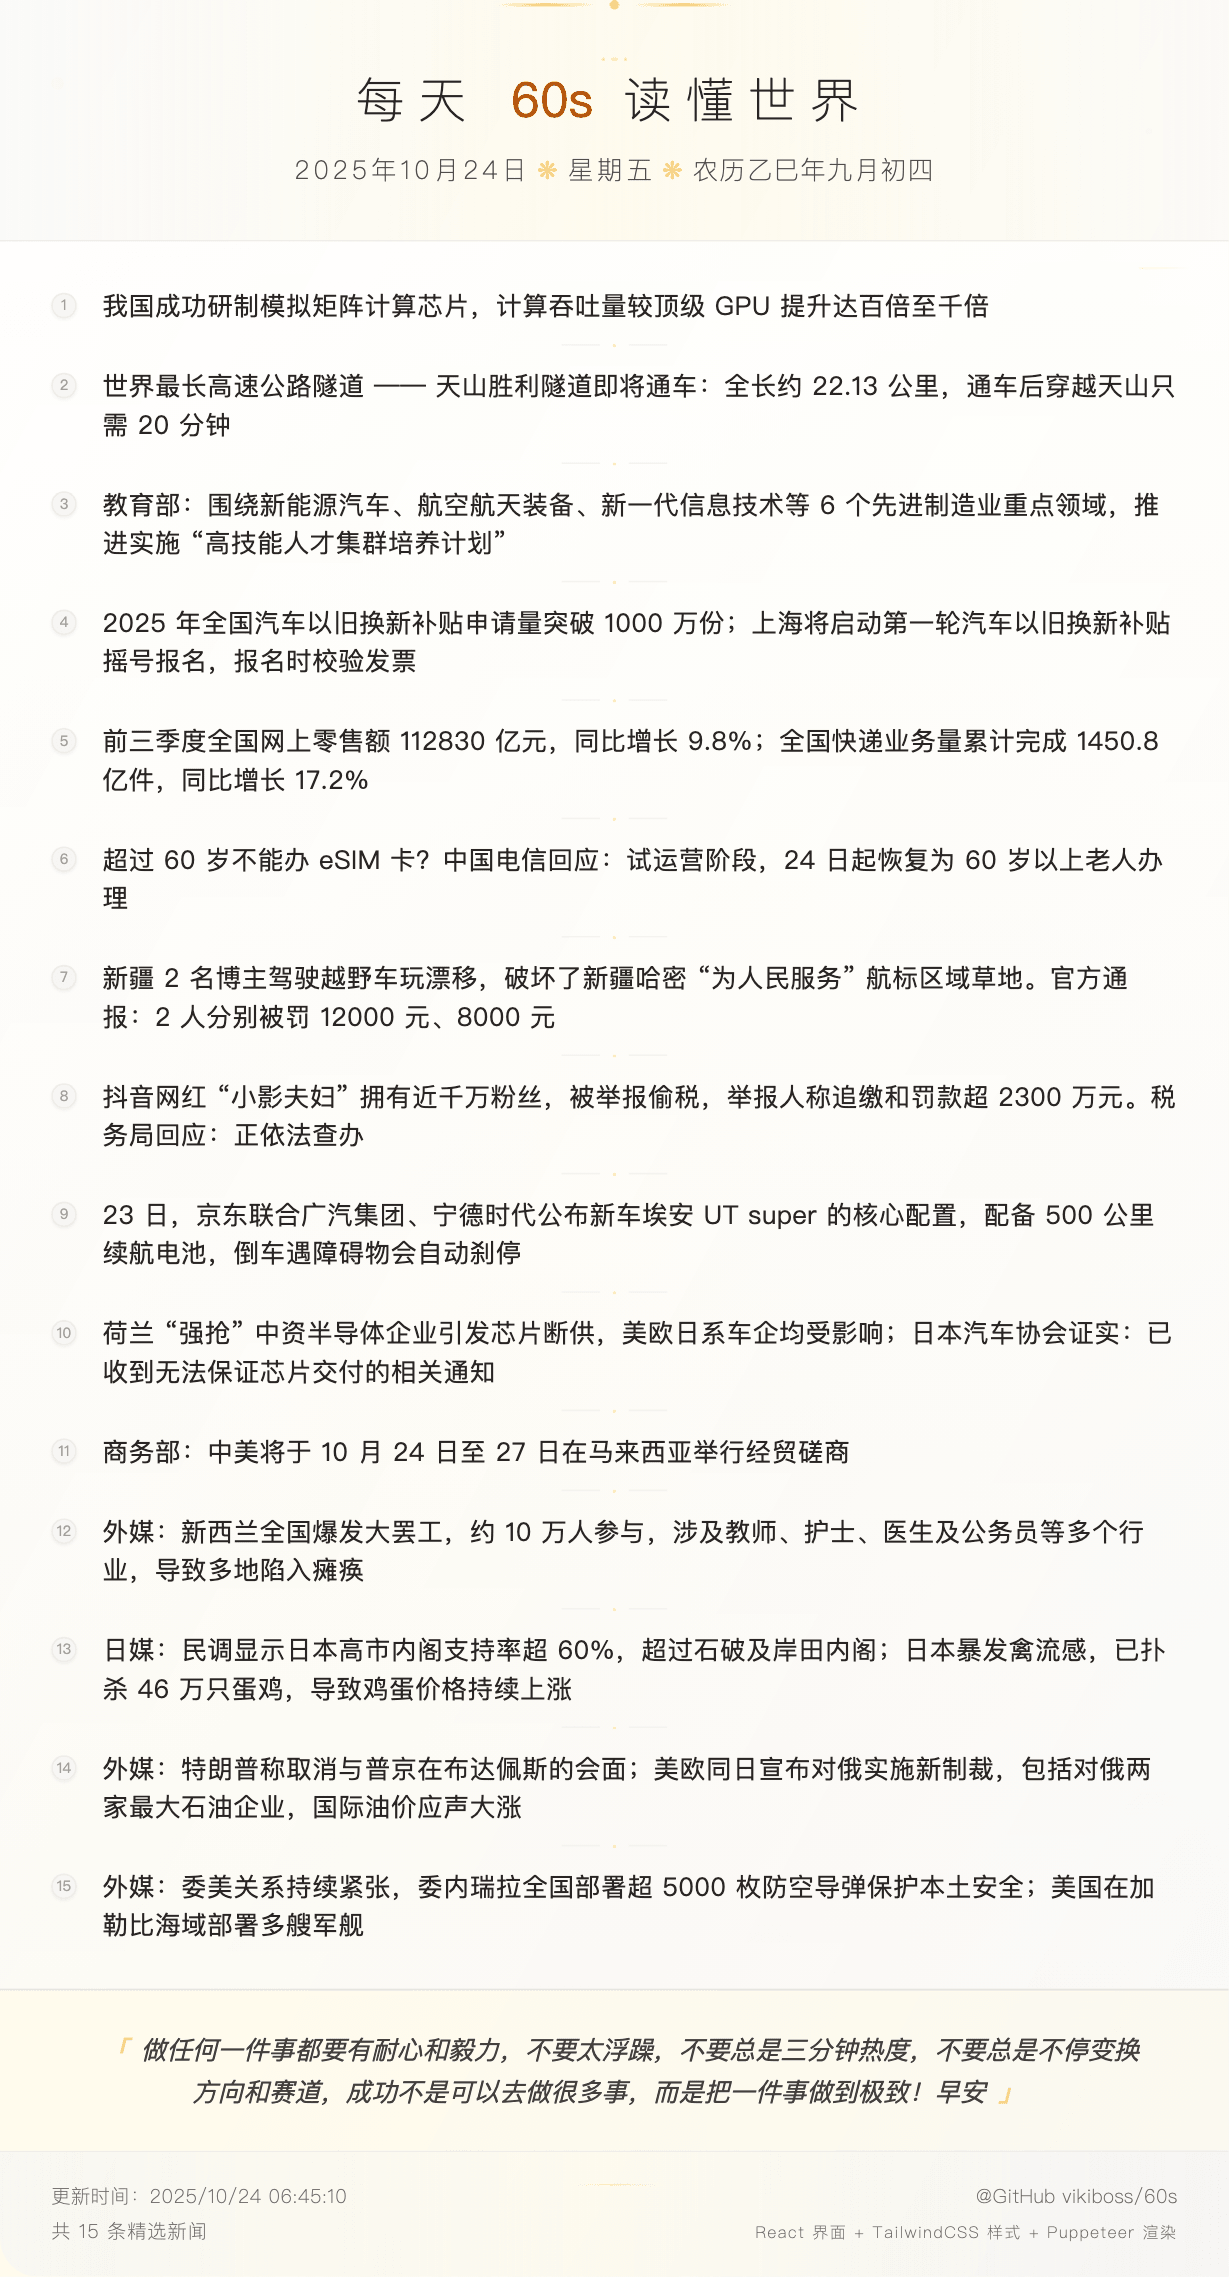 每天 60s 读懂世界
2025年10月24日 ❋ 星期五 ❋ 农历乙巳年九月初四
1 我国成功研制模拟矩阵计算芯片，计算吞吐量较顶级 GPU 提升达百倍至千倍
2 世界最长高速公路隧道 —— 天山胜利隧道即将通车：全长约 22.13 公里，通车后穿越天山只
需 20 分钟
3 教育部：围绕新能源汽车、航空航天装备、新一代信息技术等 6 个先进制造业重点领域，推
进实施 “高技能人才集群培养计划”
4 2025 年全国汽车以旧换新补贴申请量突破 1000 万份；上海将启动第一轮汽车以旧换新补贴
摇号报名，报名时校验发票
5 前三季度全国网上零售额 112830 亿元，同比增长 9.8%；全国快递业务量累计完成 1450.8
亿件，同比增长 17.2%
6 超过 60 岁不能办 eSIM 卡？中国电信回应：试运营阶段，24 日起恢复为 60 岁以上老人办
理
7 新疆 2 名博主驾驶越野车玩漂移，破坏了新疆哈密 “为人民服务” 航标区域草地。官方通
报：2 人分别被罚 12000 元、8000 元
8 抖音网红 “小影夫妇” 拥有近千万粉丝，被举报偷税，举报人称追缴和罚款超 2300 万元。税
务局回应：正依法查办
9 23 日，京东联合广汽集团、宁德时代公布新车埃安 UT super 的核心配置，配备 500 公里
续航电池，倒车遇障碍物会自动刹停
10 荷兰 “强抢” 中资半导体企业引发芯片断供，美欧日系车企均受影响；日本汽车协会证实：已
收到无法保证芯片交付的相关通知
11 商务部：中美将于 10 月 24 日至 27 日在马来西亚举行经贸磋商
12 外媒：新西兰全国爆发大罢工，约 10 万人参与，涉及教师、护士、医生及公务员等多个行
业，导致多地陷入瘫痪
13 日媒：民调显示日本高市内阁支持率超 60%，超过石破及岸田内阁；日本暴发禽流感，已扑
杀 46 万只蛋鸡，导致鸡蛋价格持续上涨
14 外媒：特朗普称取消与普京在布达佩斯的会面；美欧同日宣布对俄实施新制裁，包括对俄两
家最大石油企业，国际油价应声大涨
15 外媒：委美关系持续紧张，委内瑞拉全国部署超 5000 枚防空导弹保护本土安全；美国在加
勒比海域部署多艘军舰
「 做任何一件事都要有耐心和毅力，不要太浮躁，不要总是三分钟热度，不要总是不停变换
方向和赛道，成功不是可以去做很多事，而是把一件事做到极致！早安 」
更新时间：2025/10/24 06:45:10
@GitHub vikiboss/60s
共 15 条精选新闻
React 界面 + TailwindCSS 样式 + Puppeteer 渲染